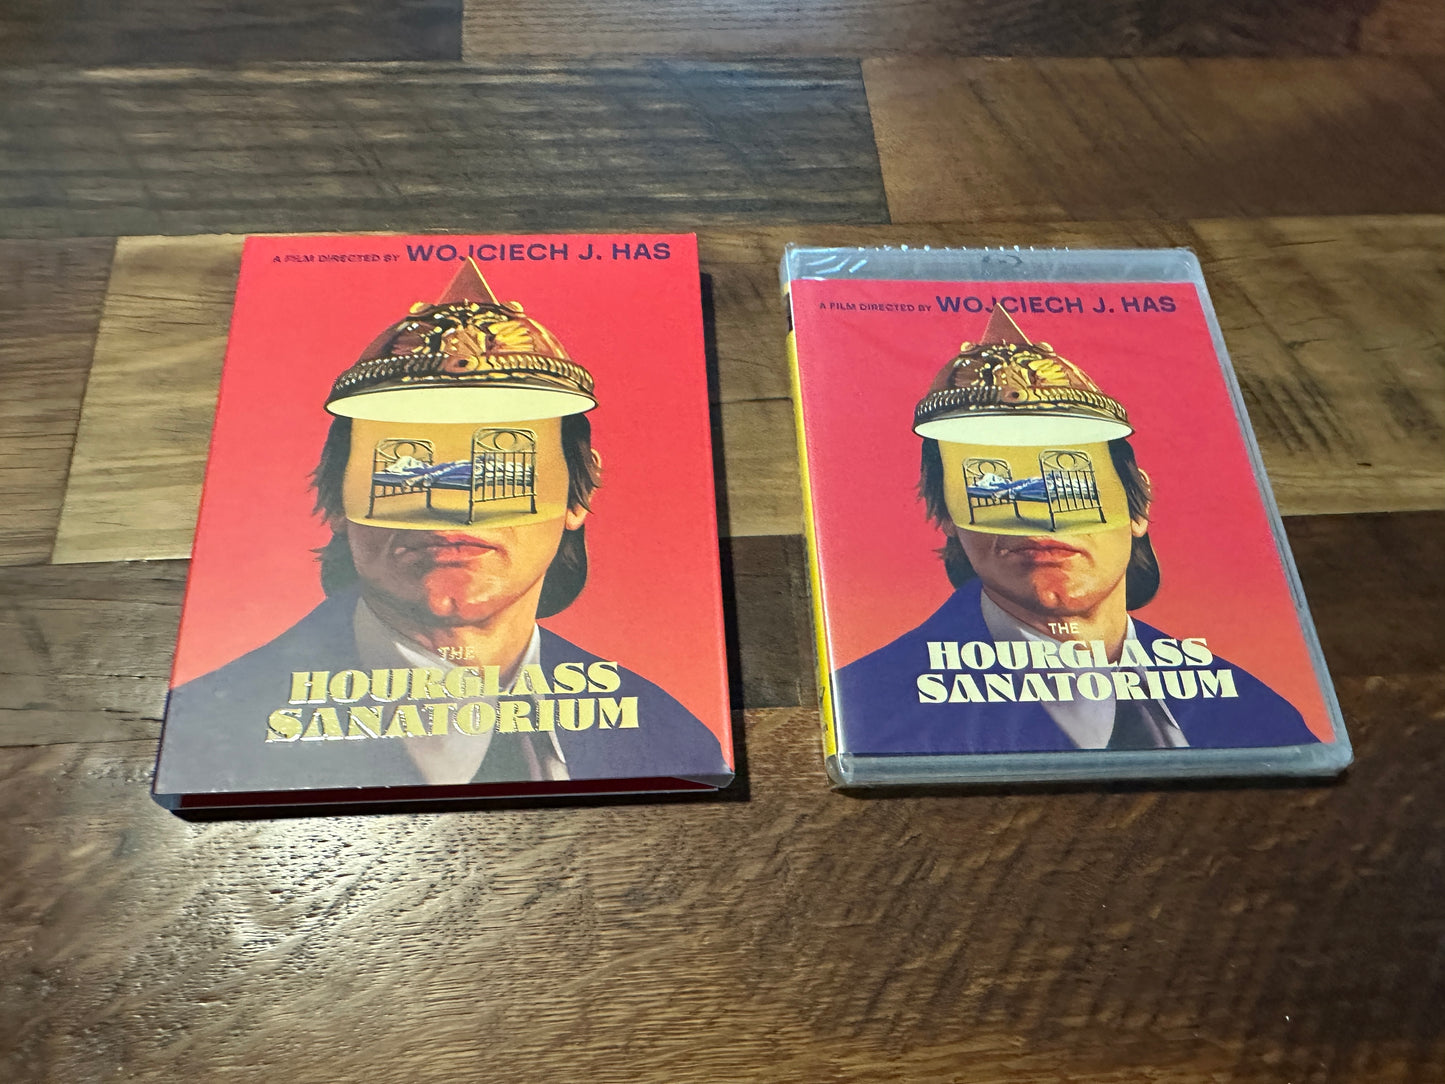 A FILM DIRECTED BY WOJCIECH J. HAS
THE
HOURGLASS
SANATORIUM
A FILM DIRECTED BY WOJCIECH J. HAS
THE
HOURGLASS
SANATORIUM